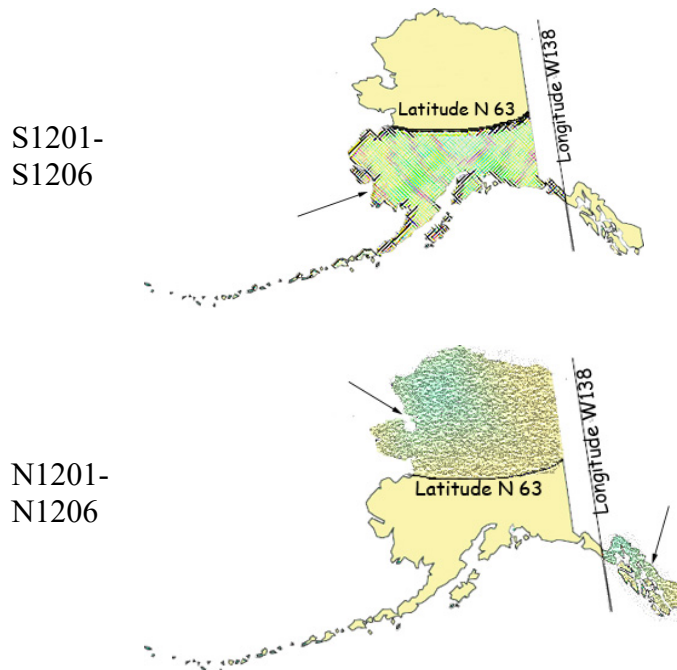 Latitude N 63
Longitude W138
S1201-
S1206
Latitude N 63
Longitude W138
N1201-
N1206